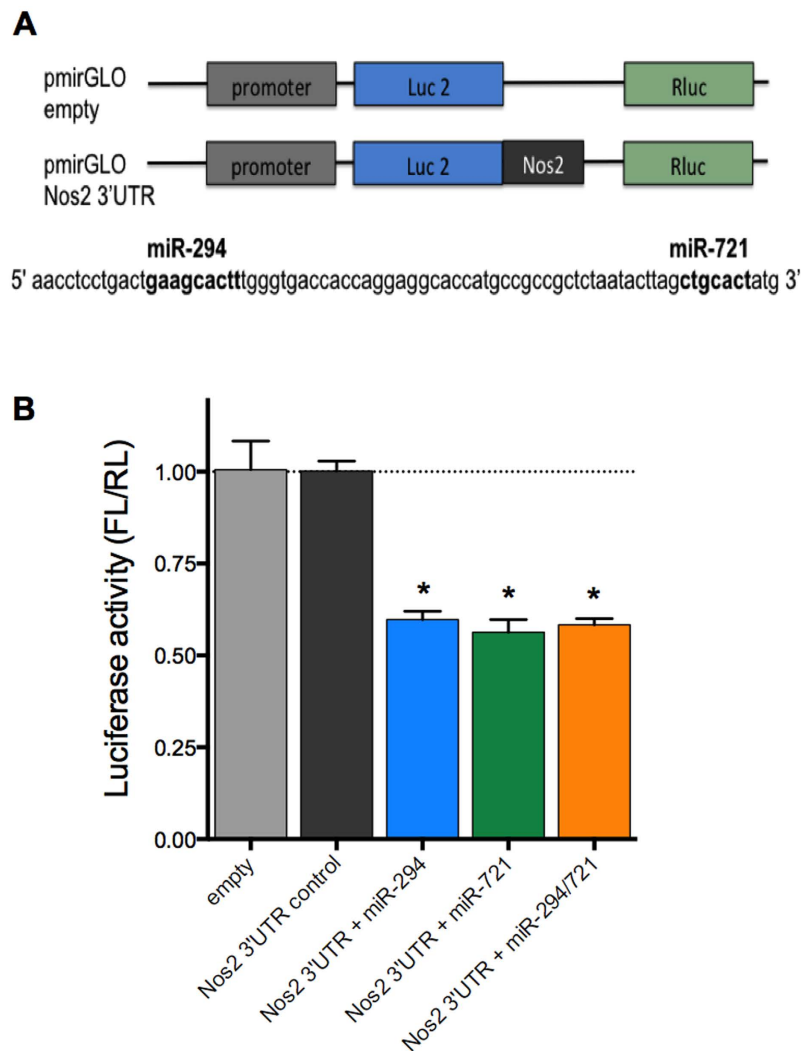 A
pmirGLO
empty
promoter
Luc 2
Rluc
pmirGLO
Nos2 3'UTR
promoter
Luc 2
Nos2
Rluc
miR-294
miR-721
5' aacctcctgactgaagcactttgggtgaccaccaggaggcaccatgccgccgctctaatacttagctgcactatg 3'
B
Luciferase activity (FL/RL)
1.00
0.75
0.50
0.25
0.00
*
*
*
empty
Nos2 3'UTR control
Nos2 3'UTR + miR-294
Nos2 3'UTR + miR-721
Nos2 3'UTR + miR-294/721